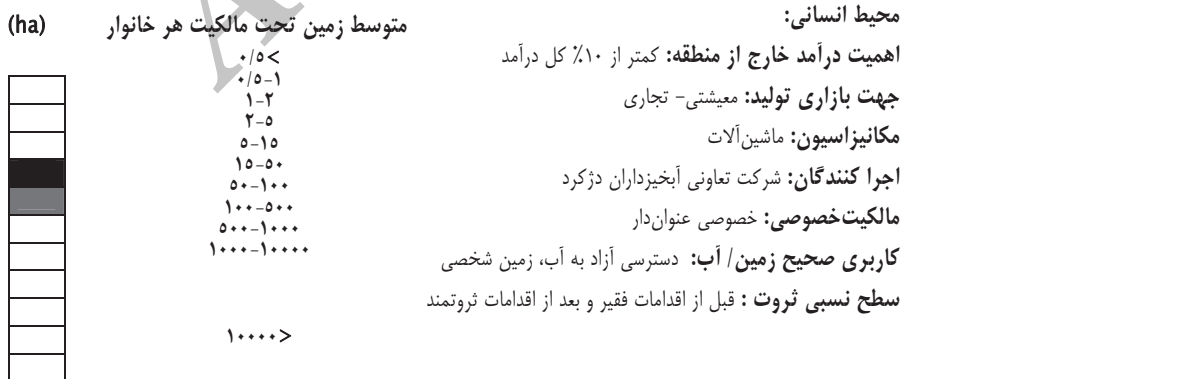 محیط انسانی:
اهمیت درآمد خارج از منطقه: کمتر از ۱۰٪ کل درآمد
جهت بازاری تولید: معیشتی- تجاری
مکانیزاسیون: ماشین‌آلات
اجرا کنندگان: شرکت تعاونی آبخیزداران دژکرد
مالکیت‌خصوصی: خصوصی عنوان‌دار
کاربری صحیح زمین/ آب: دسترسی آزاد به آب، زمین شخصی
سطح نسبی ثروت : قبل از اقدامات فقیر و بعد از اقدامات ثروتمند
متوسط زمین تحت مالکیت هر خانوار (ha)
۰/۵>
۰/۵-۱
۱-۲
۲-۵
۵-۱۵
۱۵-۵۰
۵۰-۱۰۰
۱۰۰-۵۰۰
۵۰۰-۱۰۰۰
۱۰۰۰-۱۰۰۰۰
۱۰۰۰۰<